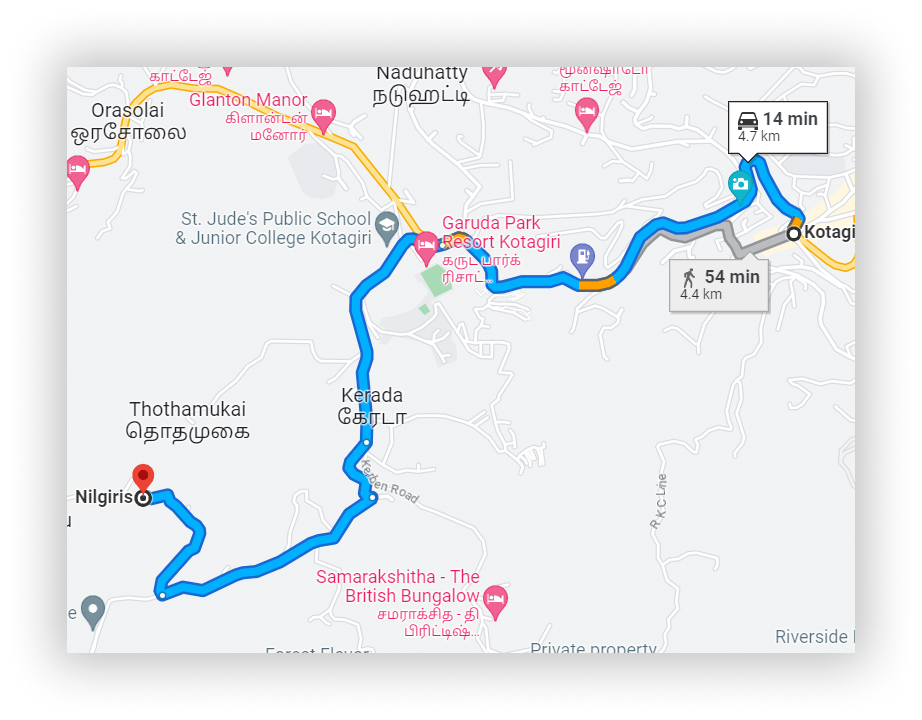 காட்டேஜ்
Naduhatty
நடுஹட்டி
மூன்ஷாடோ
காட்டேஜ்
Orasolai
ஒரசோலை
Glanton Manor
கிளான்டன்
மனோர்
14 min
4.7 km
St. Jude's Public School
& Junior College Kotagiri
Garuda Park
Resort Kotagiri
கருட பார்க்
ரிசாட்...
Kotagi
54 min
4.4 km
Kerada
கேரடா
Thothamukai
தொதமுகை
Kerben Road
Nilgiris
R K C Line
Samarakshitha - The
British Bungalow
சமராக்சித - தி
பிரிட்டிஷ்...
Riverside
Private property
Forest Flavor